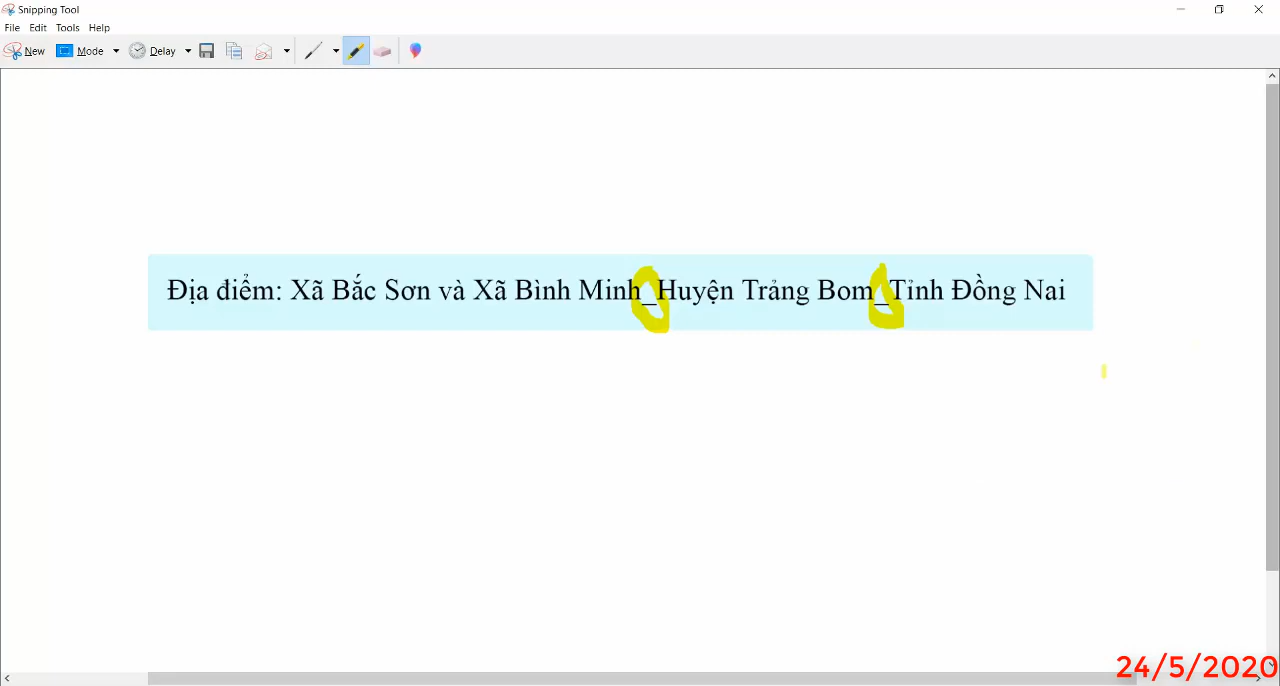 Snipping Tool
File Edit Tools Help
New Mode Delay
Địa điểm: Xã Bắc Sơn và Xã Bình Minh_Huyện Trảng Bom_Tỉnh Đồng Nai
24/5/2020